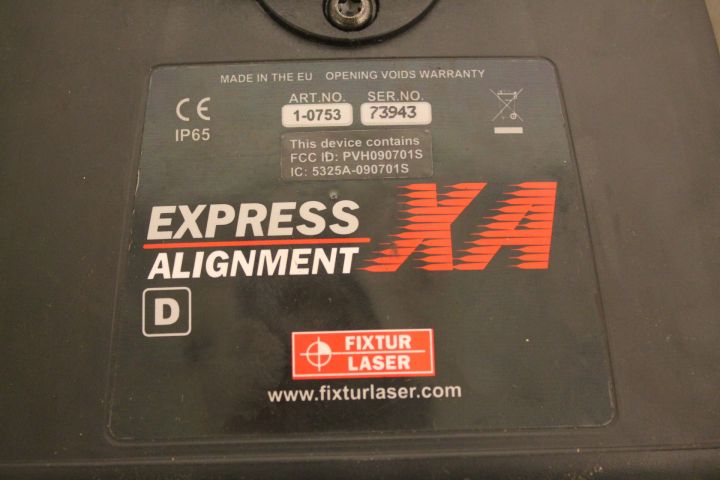 MADE IN THE EU OPENING VOIDS WARRANTY
ART.NO. SER.NO.
CE 1-0753 73943
IP65
This device contains
FCC ID: PVH090701S
IC: 5325A-090701S
EXPRESS XA
ALIGNMENT
D
FIXTUR
LASER
www.fixturlaser.com